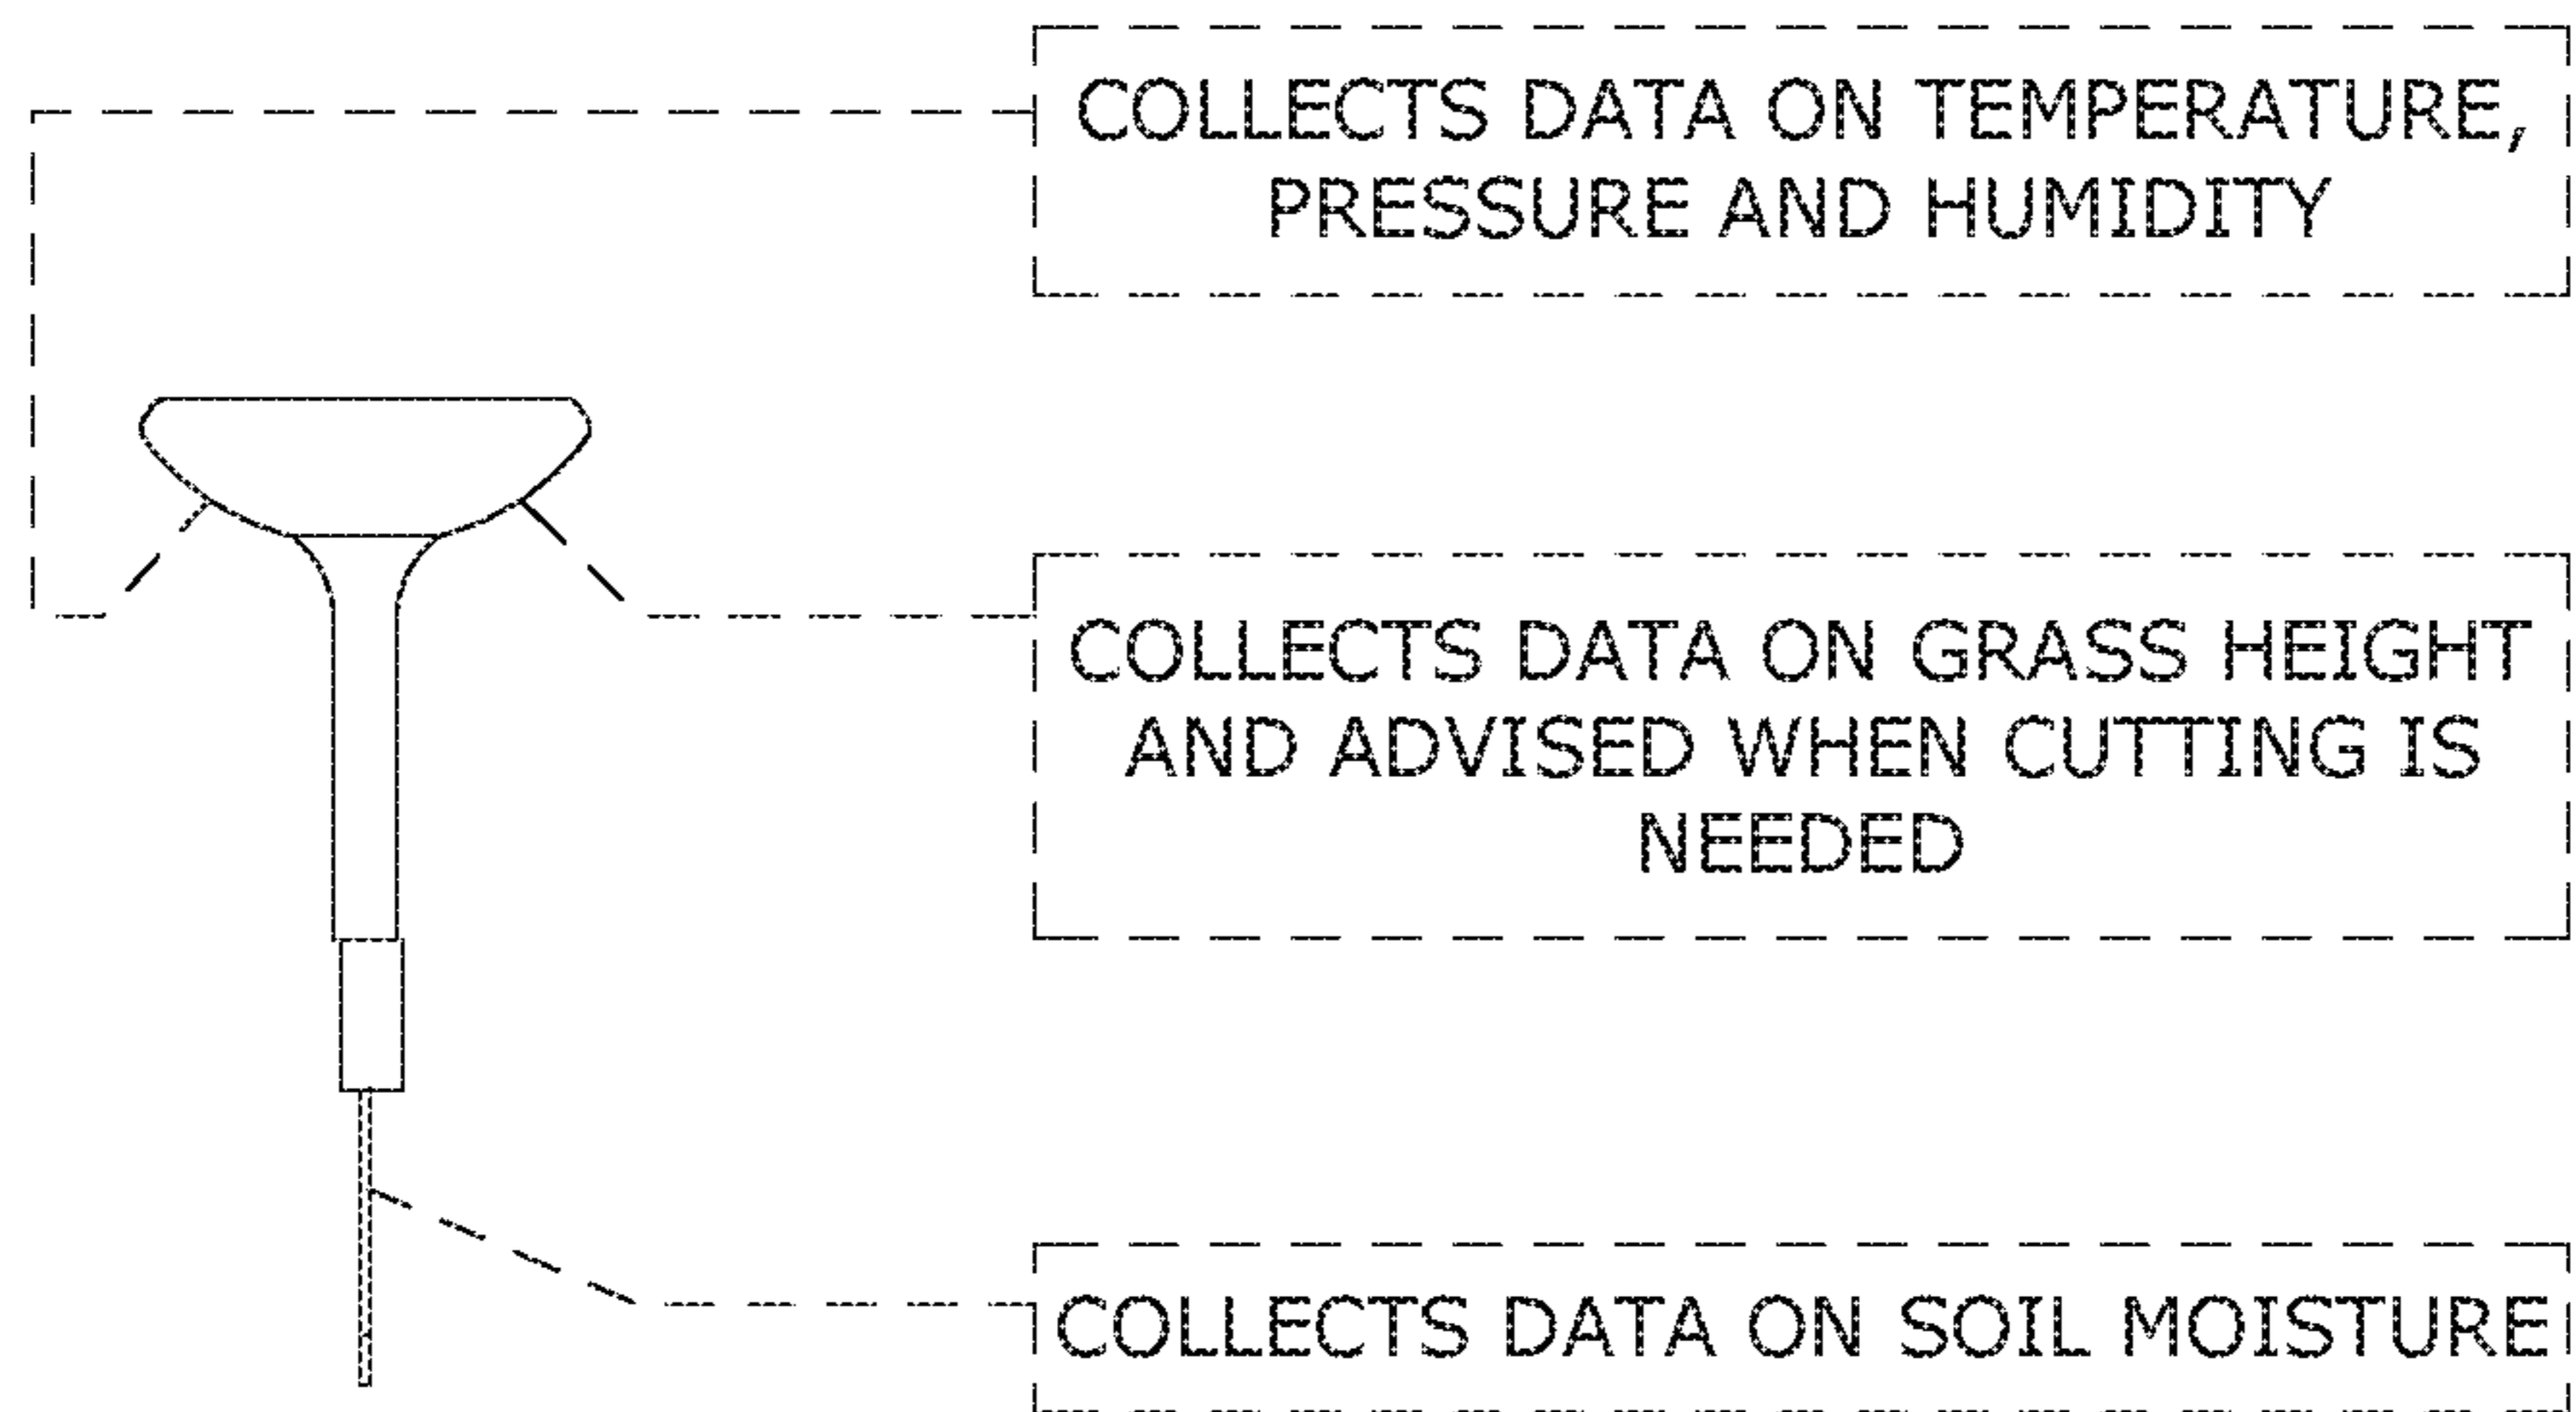 COLLECTS DATA ON TEMPERATURE,
PRESSURE AND HUMIDITY
COLLECTS DATA ON GRASS HEIGHT
AND ADVISED WHEN CUTTING IS
NEEDED
COLLECTS DATA ON SOIL MOISTURE